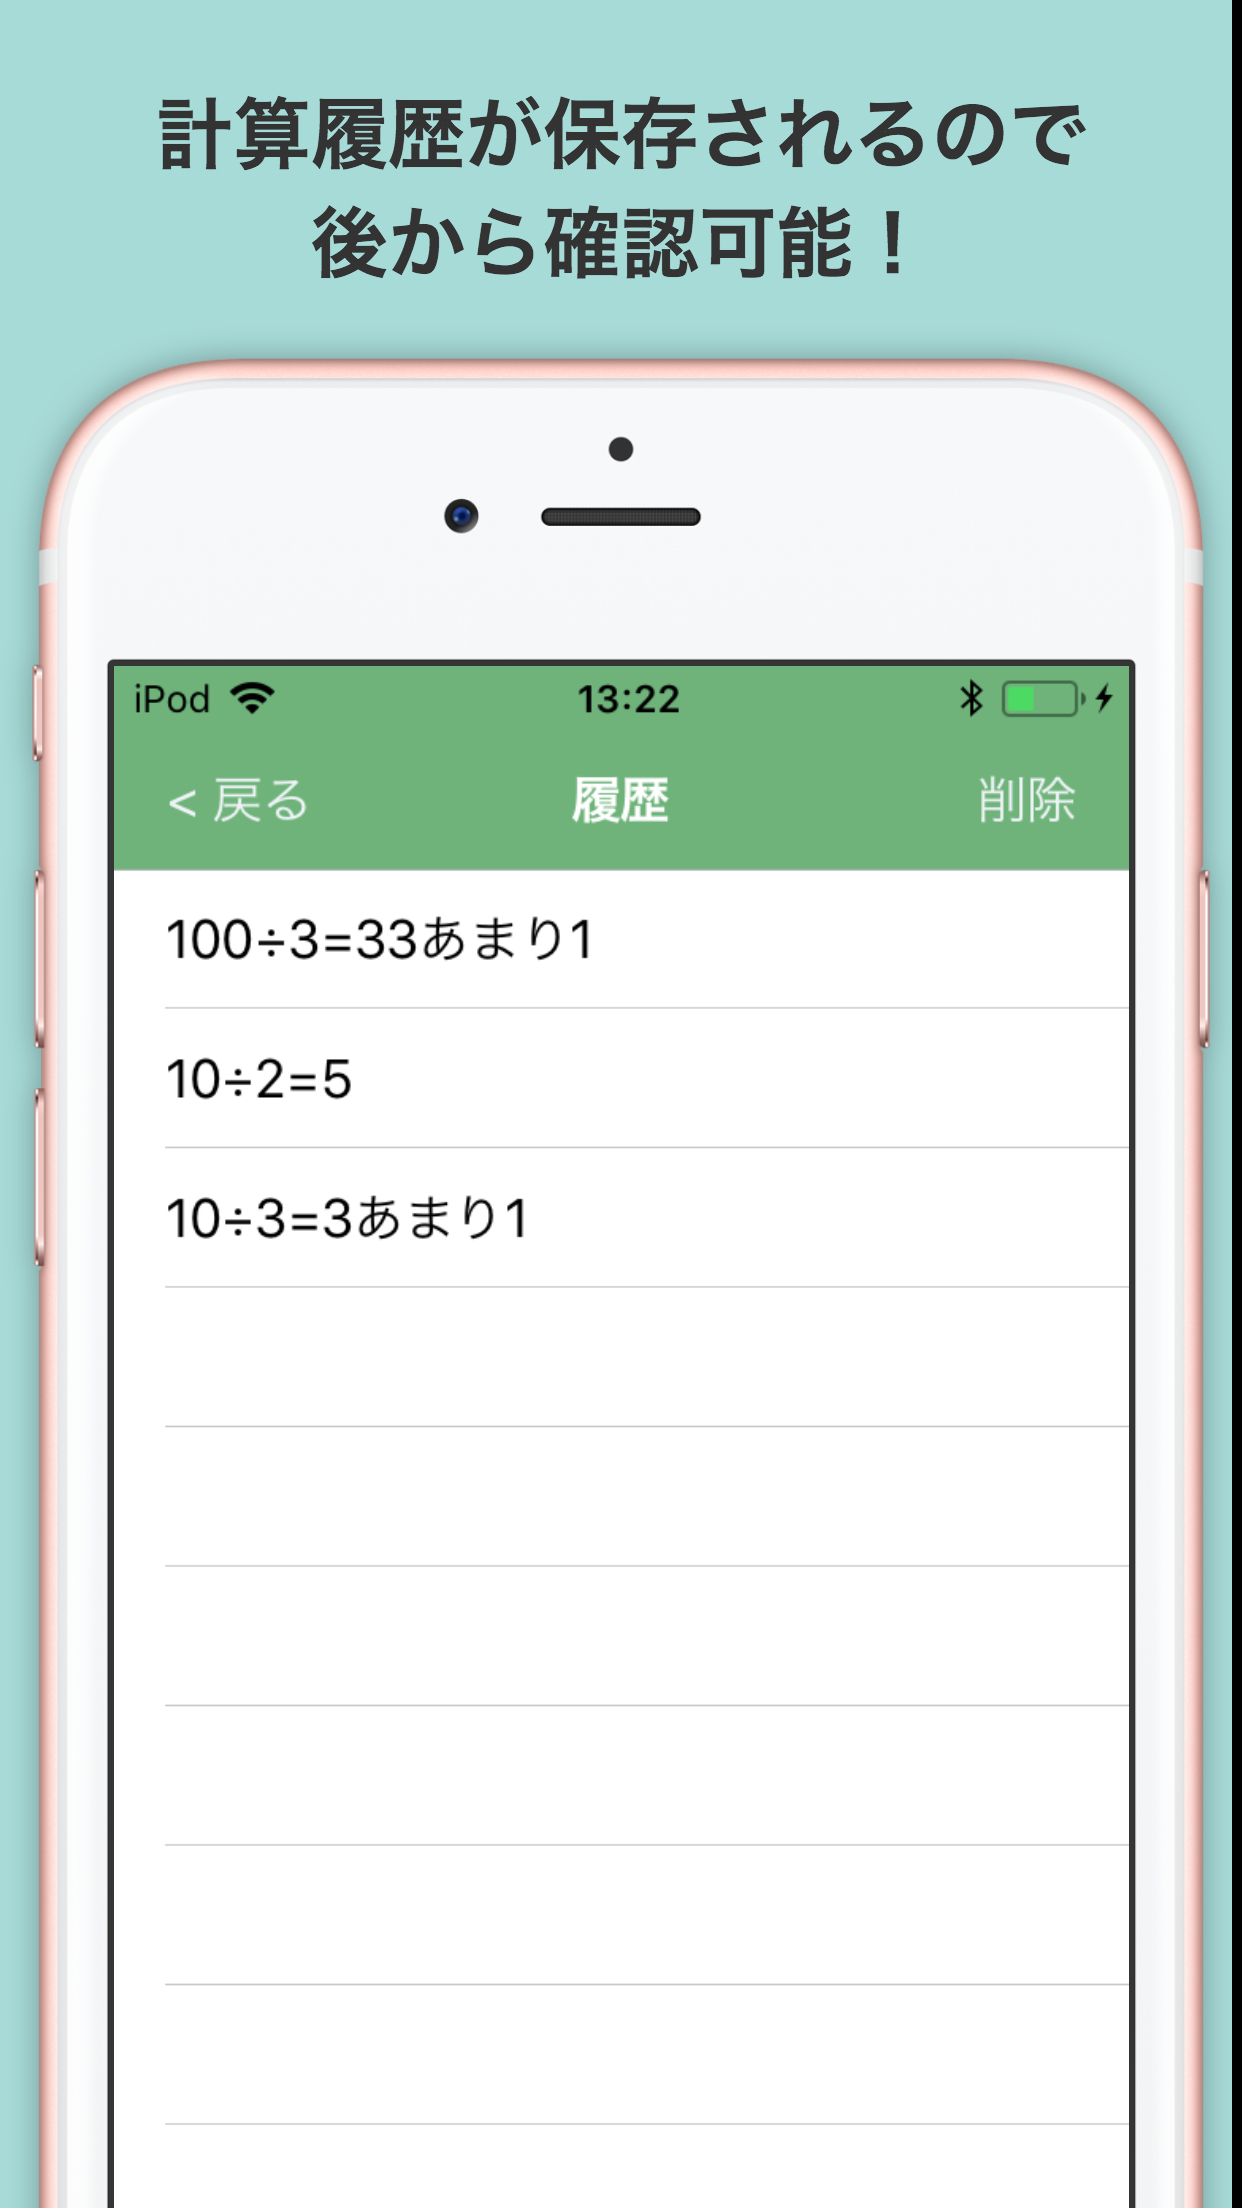 計算履歴が保存されるので
後から確認可能！
iPod 13:22
< 戻る 履歴 削除
100÷3=33あまり1
10÷2=5
10÷3=3あまり1